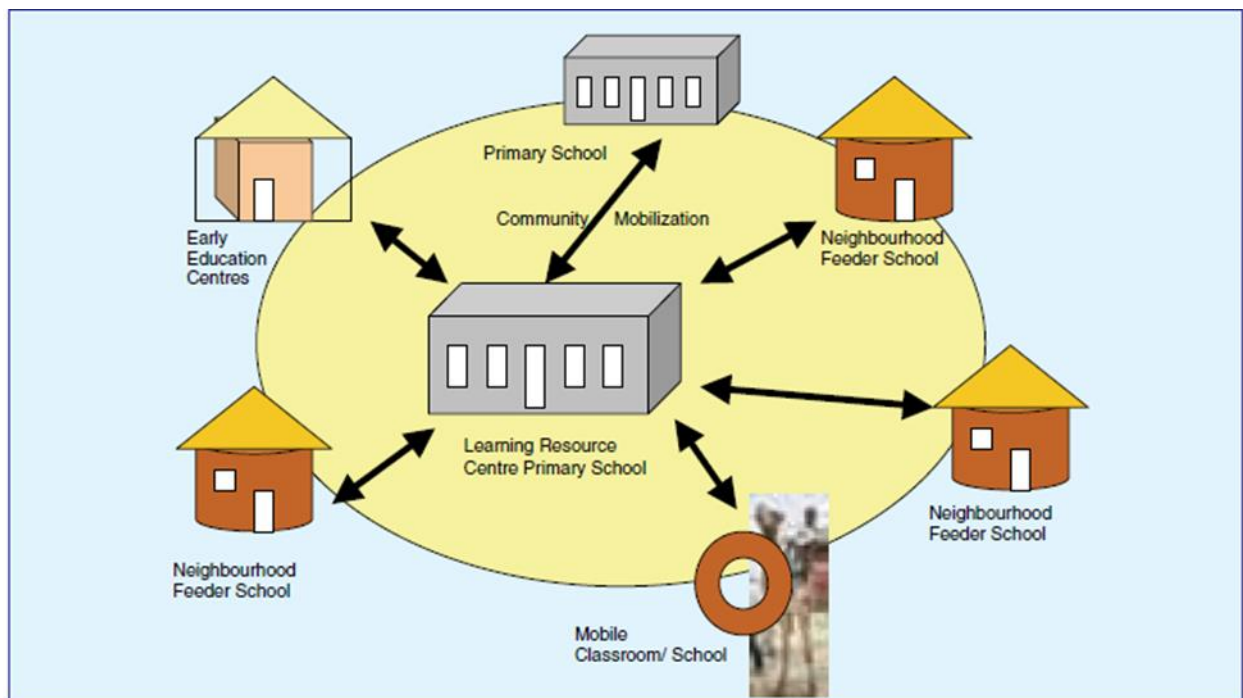 Primary School
Community Mobilization
Early
Education
Centres
Neighbourhood
Feeder School
Learning Resource
Centre Primary School
Neighbourhood
Feeder School
Neighbourhood
Feeder School
Mobile
Classroom/ School